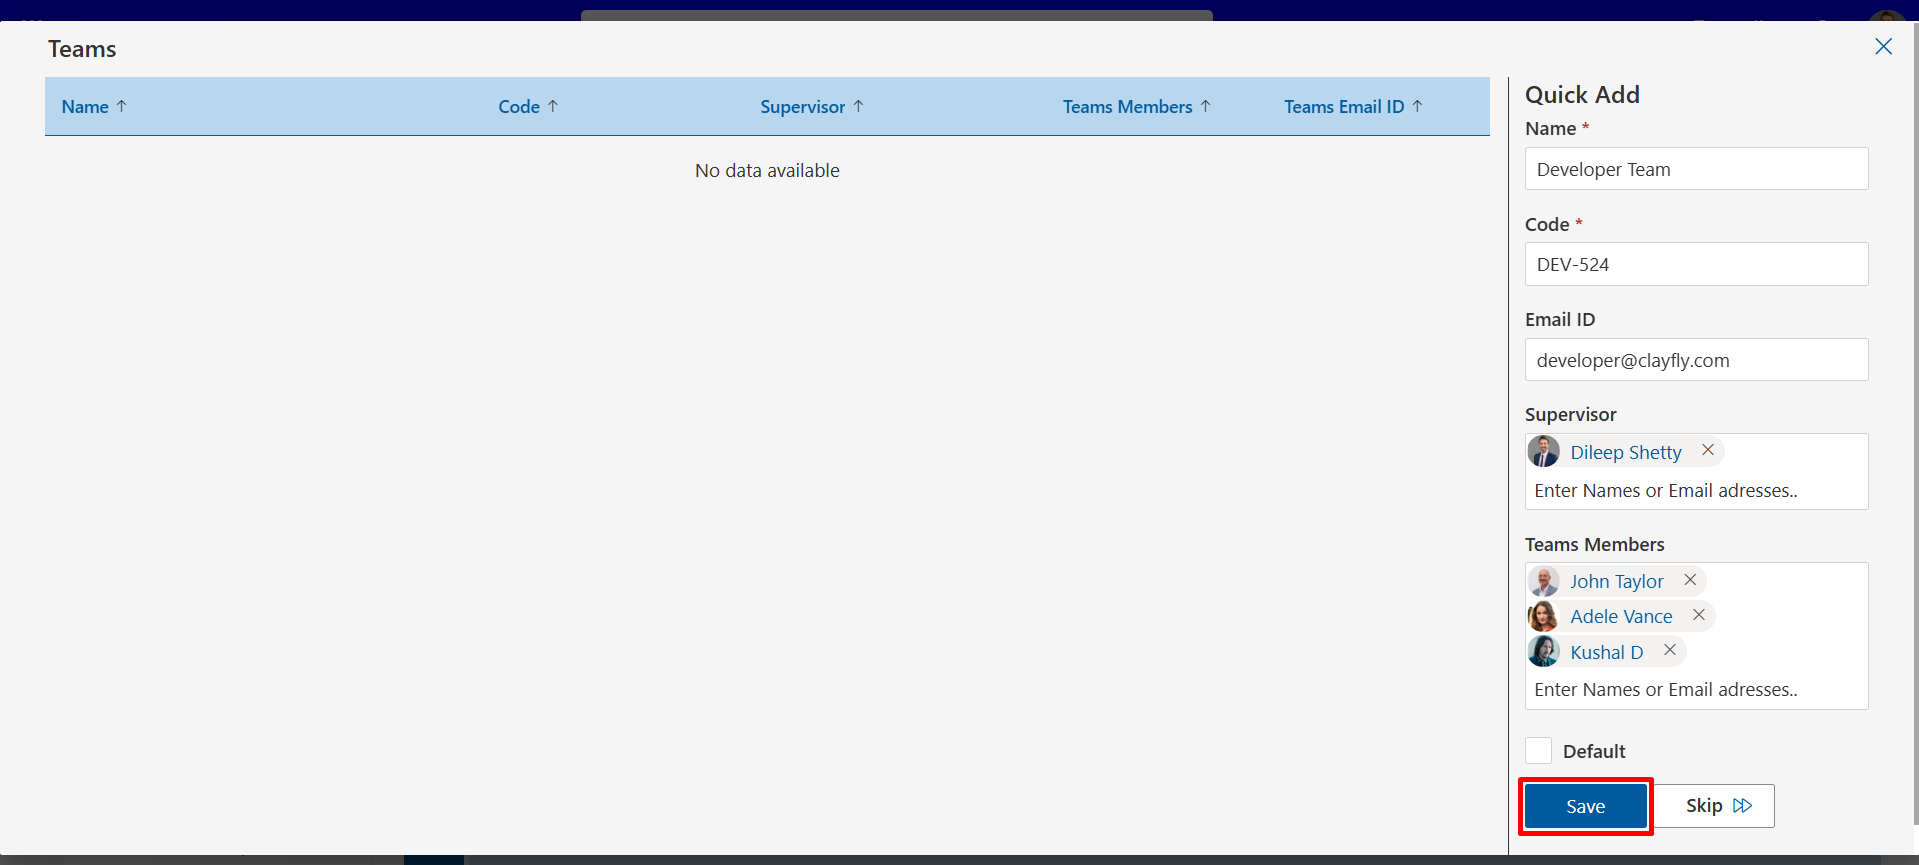 Teams
Name ↑ Code ↑ Supervisor ↑ Teams Members ↑ Teams Email ID ↑
No data available
Quick Add
Name *
Developer Team
Code *
DEV-524
Email ID
developer@clayfly.com
Supervisor
Dileep Shetty
Enter Names or Email adresses..
Teams Members
John Taylor
Adele Vance
Kushal D
Enter Names or Email adresses..
Default
Save Skip